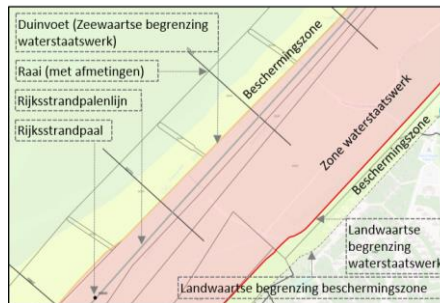 Duinvoet (Zeewaartse begrenzing
waterstaatswerk)
Raai (met afmetingen)
Rijksstrandpalenlijn
Rijksstrandpaal
Beschermingszone
Zone waterstaatswerk
Beschermingszone
Landwaartse
begrenzing
waterstaatswerk
Landwaartse begrenzing beschermingszone